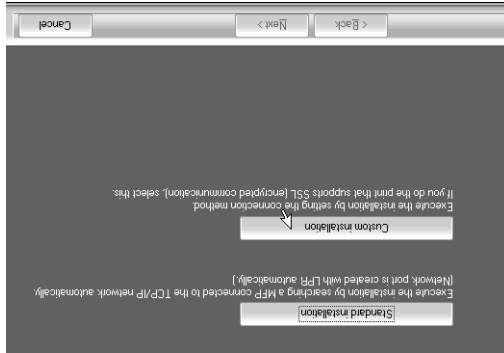 Standard installation
Execute the installation by searching a MFP connected to the TCP/IP network automatically.
(Network port is created with LPR automatically.)
Custom installation
Execute the installation by setting the connection method.
If you do the print that supports SSL (encrypted communication), select this.
< Back
Next >
Cancel